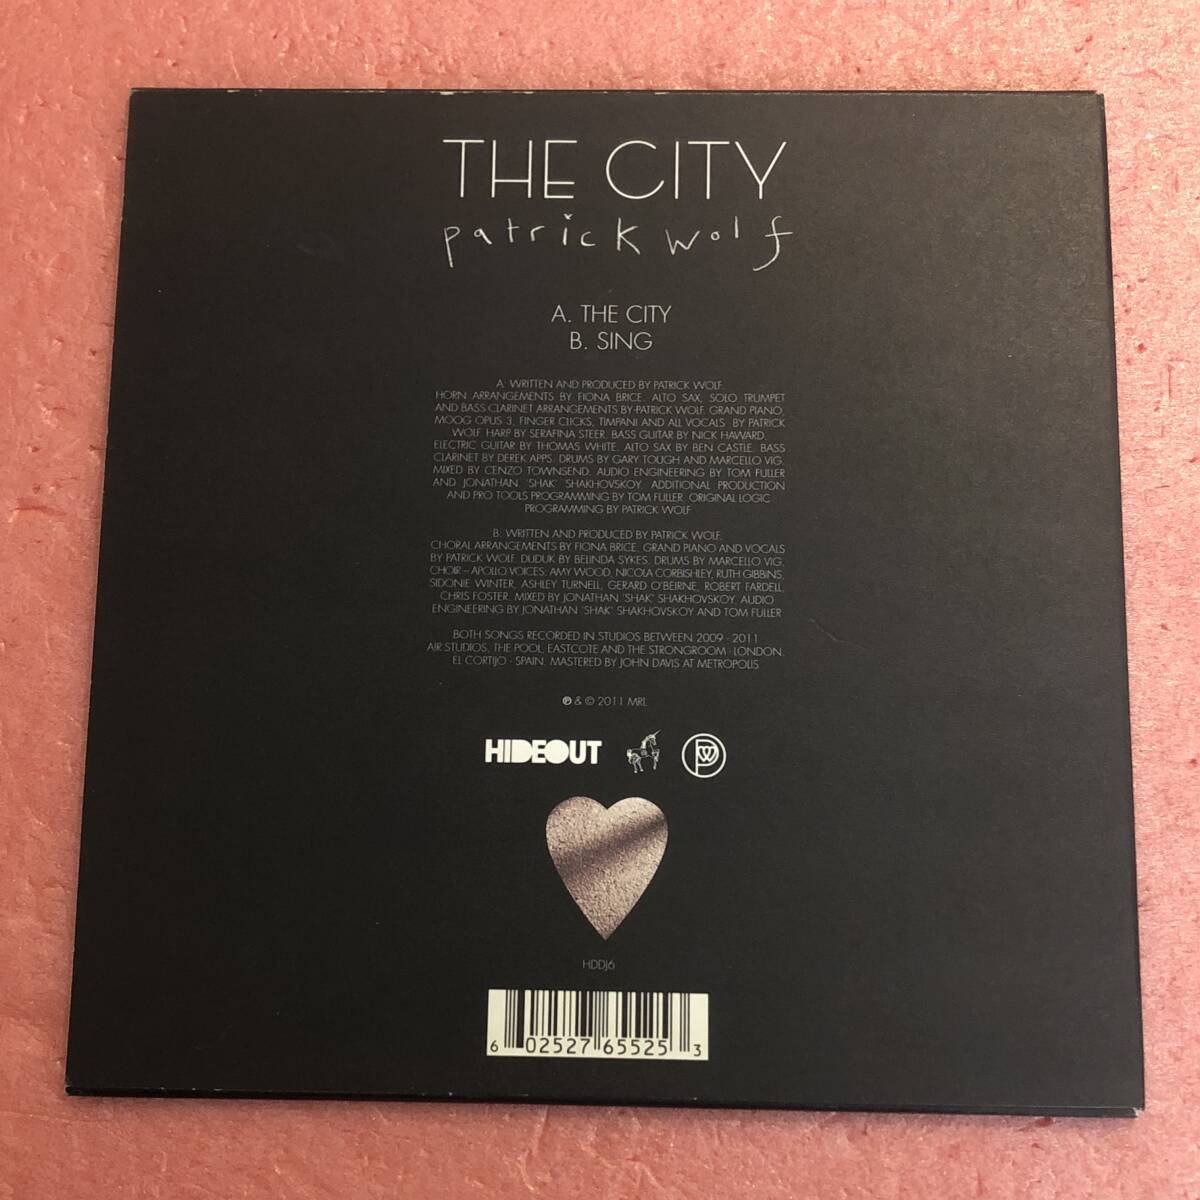 THE CITY
patrick wolf
A. THE CITY
B. SING
A: WRITTEN AND PRODUCED BY PATRICK WOLF.
HORN ARRANGEMENTS BY FIONA BRICE. ALTO SAX, SOLO TRUMPET
AND BASS CLARINET ARRANGEMENTS BY PATRICK WOLF. GRAND PIANO,
MOOG OPUS 3, FINGER CLICKS, TIMPANI AND ALL VOCALS BY PATRICK
WOLF. HARP BY SERAFINA STEER. BASS GUITAR BY NICK HAWARD.
ELECTRIC GUITAR BY THOMAS WHITE. ALTO SAX BY BEN CASTLE. BASS
CLARINET BY DEREK APPS. DRUMS BY GARY TOUGH AND MARCELLO VIG.
MIXED BY CENZO TOWNSEND. AUDIO ENGINEERING BY TOM FULLER
AND JONATHAN 'SHAK' SHAKHOVSKOY. ADDITIONAL PRODUCTION
AND PRO TOOLS PROGRAMMING BY TOM FULLER. ORIGINAL LOGIC
PROGRAMMING BY PATRICK WOLF
B: WRITTEN AND PRODUCED BY PATRICK WOLF.
CHORAL ARRANGEMENTS BY FIONA BRICE. GRAND PIANO AND VOCALS
BY PATRICK WOLF. DUDUK BY BELINDA SYKES. DRUMS BY MARCELLO VIG.
CHOIR – APOLLO VOICES: AMY WOOD, NICOLA CORBISHLEY, RUTH GIBBINS,
SIDONIE WINTER, ASHLEY TURNELL, GERARD O'BEIRNE, ROBERT FARDELL,
CHRIS FOSTER. MIXED BY JONATHAN 'SHAK' SHAKHOVSKOY. AUDIO
ENGINEERING BY JONATHAN 'SHAK' SHAKHOVSKOY AND TOM FULLER
BOTH SONGS RECORDED IN STUDIOS BETWEEN 2009 - 2011
AIR STUDIOS, THE POOL, EASTCOTE AND THE STRONGROOM - LONDON.
EL CORTIJO - SPAIN. MASTERED BY JOHN DAVIS AT METROPOLIS
℗ & © 2011 MRL
HIDEOUT
PW
HDDJ6
6 02527 65525 3